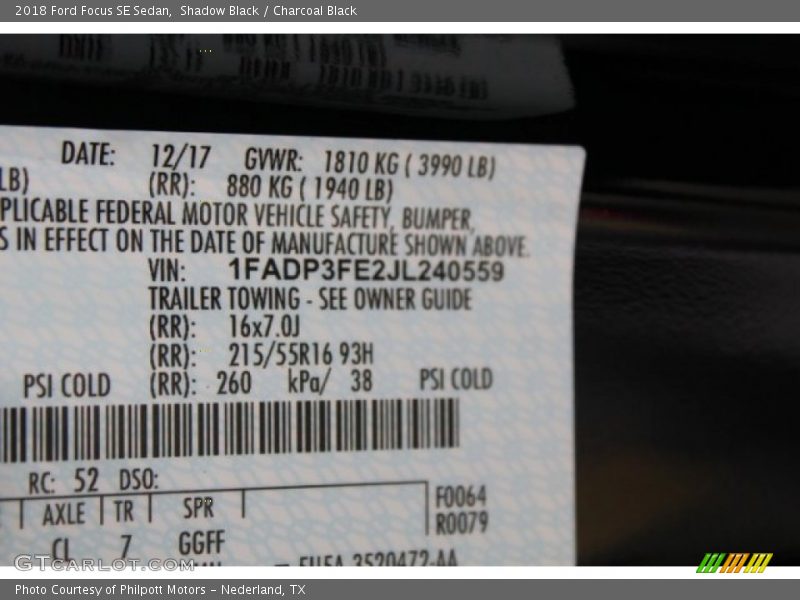 2018 Ford Focus SE Sedan, Shadow Black / Charcoal Black
DATE: 12/17 GVWR: 1810 KG ( 3990 LB)
LB) (RR): 880 KG ( 1940 LB)
PLICABLE FEDERAL MOTOR VEHICLE SAFETY, BUMPER,
S IN EFFECT ON THE DATE OF MANUFACTURE SHOWN ABOVE.
VIN: 1FADP3FE2JL240559
TRAILER TOWING - SEE OWNER GUIDE
(RR): 16x7.0J
(RR): 215/55R16 93H
PSI COLD (RR): 260 kPa/ 38 PSI COLD
RC: 52 DSO:
AXLE TR SPR F0064
R0079
CL 7 GGFF
3520472-AA
GTCARLOT.COM
Photo Courtesy of Philpott Motors – Nederland, TX